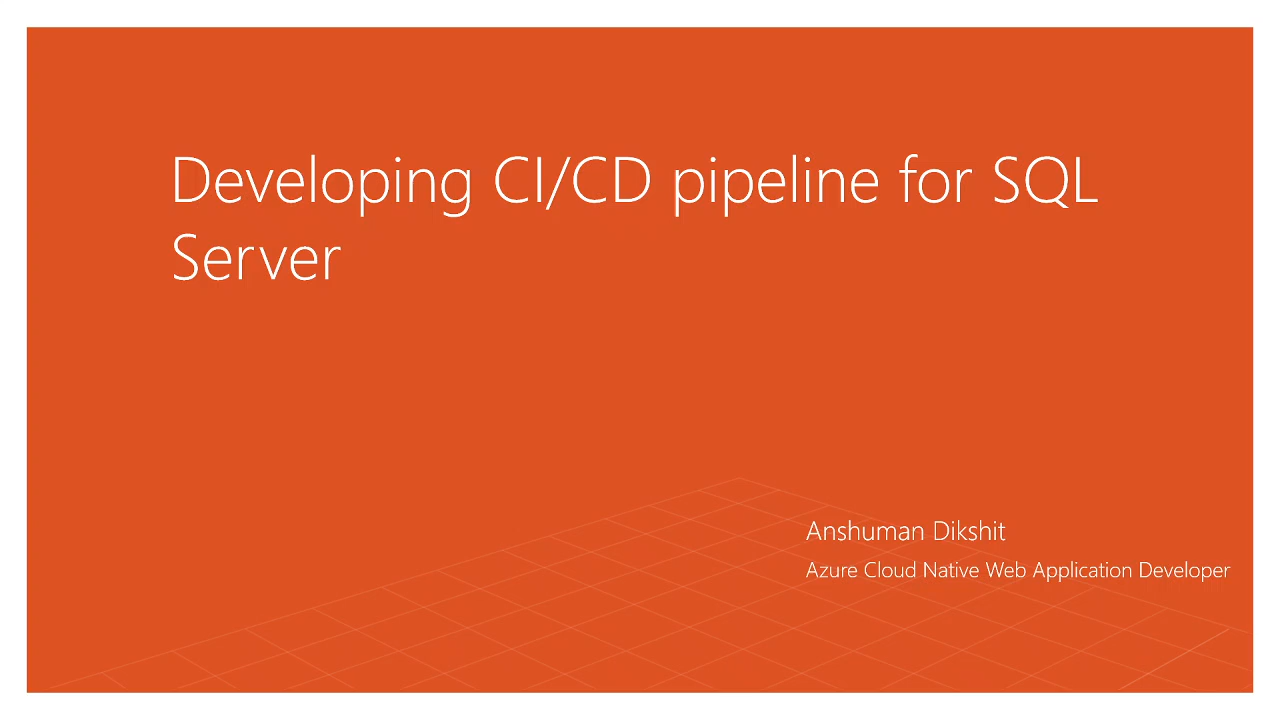 Developing CI/CD pipeline for SQL
Server
Anshuman Dikshit
Azure Cloud Native Web Application Developer